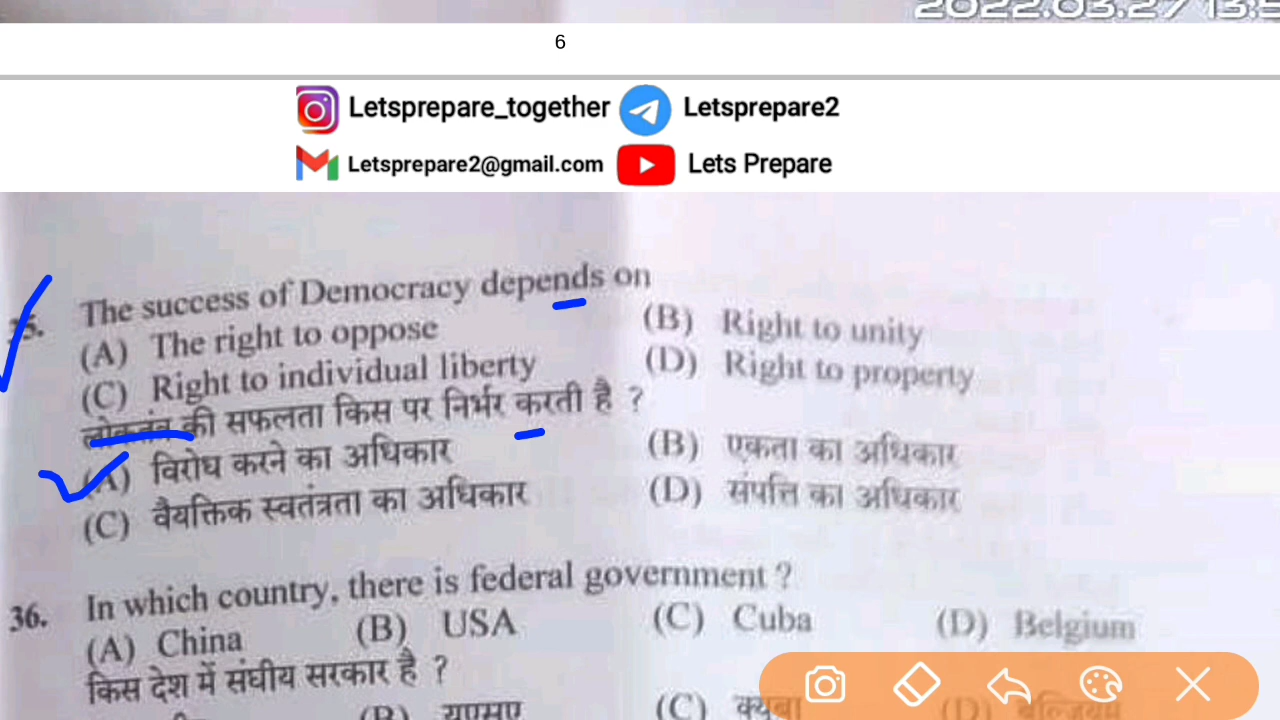 6
Letsprepare_together Letsprepare2
Letsprepare2@gmail.com Lets Prepare
The success of Democracy depends on
(A) The right to oppose (B) Right to unity
(C) Right to individual liberty (D) Right to property
लोकतंत्र की सफलता किस पर निर्भर करती है ?
(A) विरोध करने का अधिकार (B) एकता का अधिकार
(C) वैयक्तिक स्वतंत्रता का अधिकार (D) संपत्ति का अधिकार
36. In which country, there is federal government ?
(A) China (B) USA (C) Cuba (D) Belgium
किस देश में संघीय सरकार है ?
(B) यूएसए (C) क्यूबा (D)